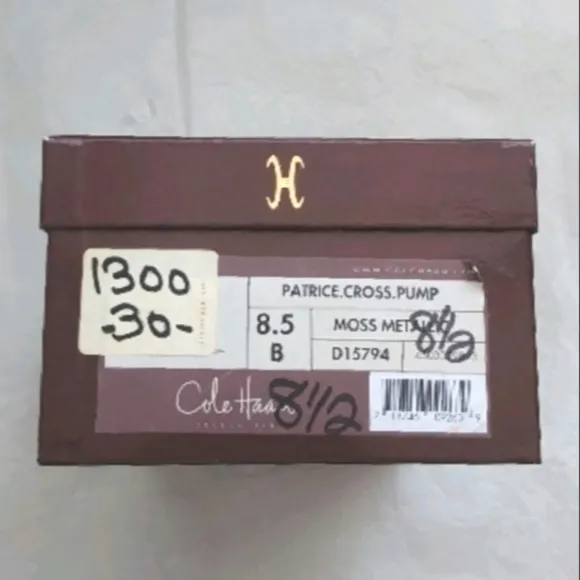 H
1300
-30-
PATRICE.CROSS.PUMP
8.5
B
MOSS METALLIC
8½
D15794
Cole Haan
8½